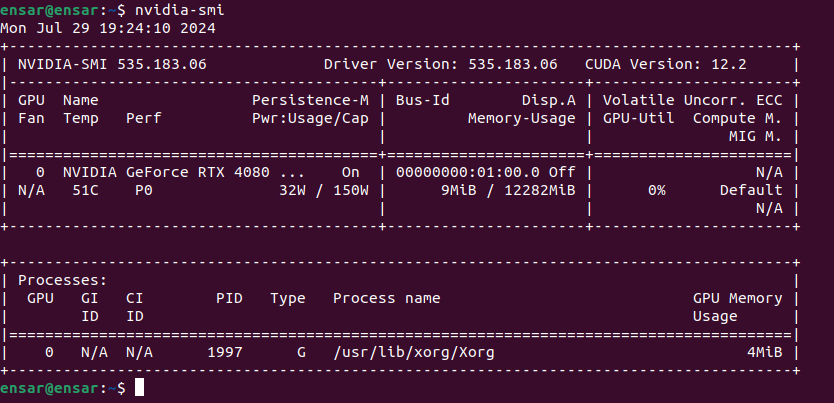 ensar@ensar:~$ nvidia-smi
Mon Jul 29 19:24:10 2024
+---------------------------------------------------------------------------------------+
| NVIDIA-SMI 535.183.06             Driver Version: 535.183.06   CUDA Version: 12.2     |
|-----------------------------------------+----------------------+----------------------+
| GPU  Name                 Persistence-M | Bus-Id        Disp.A | Volatile Uncorr. ECC |
| Fan  Temp   Perf          Pwr:Usage/Cap |         Memory-Usage | GPU-Util  Compute M. |
|                                         |                      |               MIG M. |
|=========================================+======================+======================|
|   0  NVIDIA GeForce RTX 4080 ...    On  | 00000000:01:00.0 Off |                  N/A |
| N/A   51C    P0              32W / 150W |      9MiB / 12282MiB |      0%      Default |
|                                         |                      |                  N/A |
+-----------------------------------------+----------------------+----------------------+

+---------------------------------------------------------------------------------------+
| Processes:                                                                            |
|  GPU   GI   CI        PID   Type   Process name                            GPU Memory |
|        ID   ID                                                             Usage      |
|=======================================================================================|
|    0   N/A  N/A      1997      G   /usr/lib/xorg/Xorg                            4MiB |
+---------------------------------------------------------------------------------------+
ensar@ensar:~$